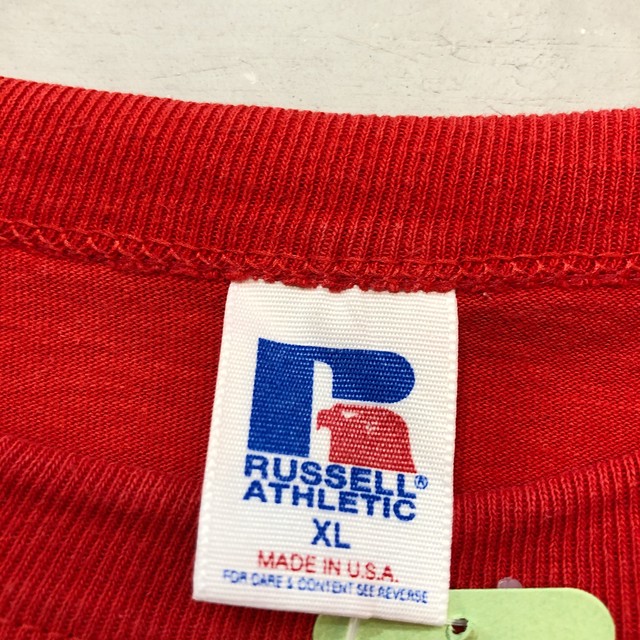 RUSSELL®
ATHLETIC
XL
MADE IN U.S.A.
FOR CARE & CONTENT SEE REVERSE